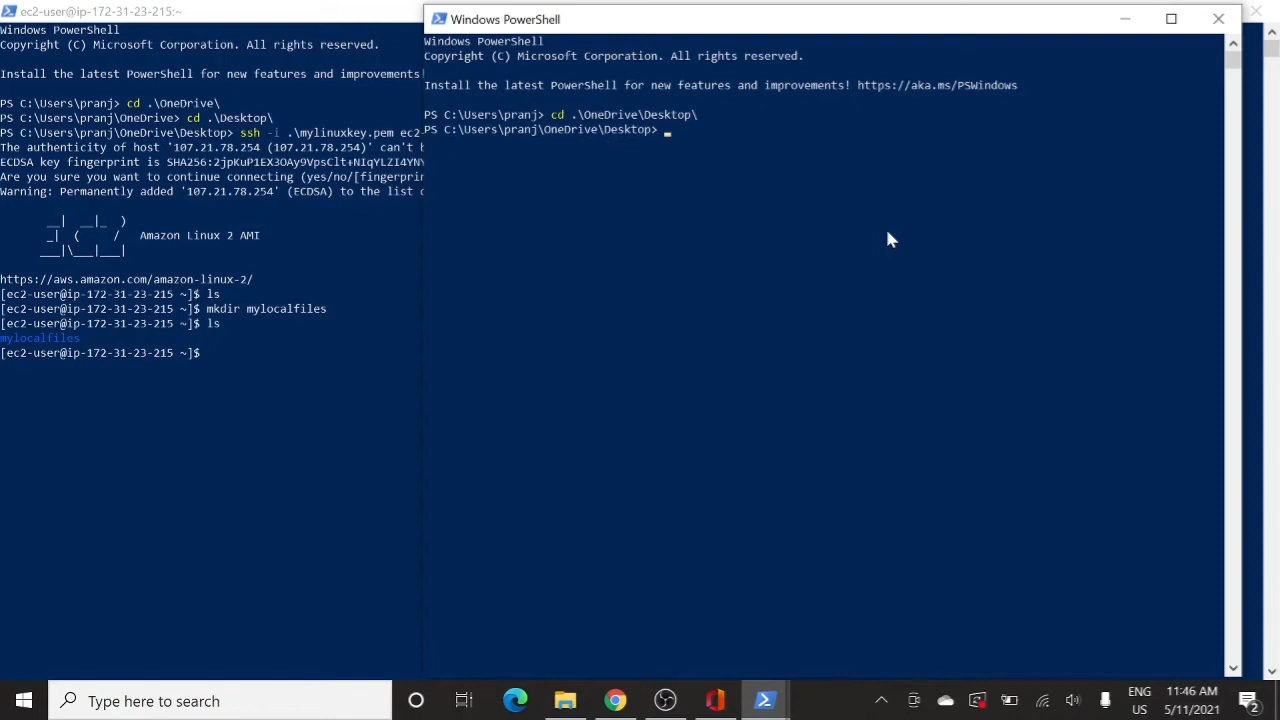 ec2-user@ip-172-31-23-215:~
Windows PowerShell
Copyright (C) Microsoft Corporation. All rights reserved.
Install the latest PowerShell for new features and improvements!
PS C:\Users\pranj> cd .\OneDrive\
PS C:\Users\pranj\OneDrive> cd .\Desktop\
PS C:\Users\pranj\OneDrive\Desktop> ssh -i .\mylinuxkey.pem ec2-
The authenticity of host '107.21.78.254 (107.21.78.254)' can't b
ECDSA key fingerprint is SHA256:2jpKuP1EX3OAy9VpsClt+NIqYLZI4YNY
Are you sure you want to continue connecting (yes/no/[fingerprin
Warning: Permanently added '107.21.78.254' (ECDSA) to the list o
__|  __|_  )
_|  (     /   Amazon Linux 2 AMI
___|\___|___|
https://aws.amazon.com/amazon-linux-2/
[ec2-user@ip-172-31-23-215 ~]$ ls
[ec2-user@ip-172-31-23-215 ~]$ mkdir mylocalfiles
[ec2-user@ip-172-31-23-215 ~]$ ls
mylocalfiles
[ec2-user@ip-172-31-23-215 ~]$
Windows PowerShell
Windows PowerShell
Copyright (C) Microsoft Corporation. All rights reserved.
Install the latest PowerShell for new features and improvements! https://aka.ms/PSWindows
PS C:\Users\pranj> cd .\OneDrive\Desktop\
PS C:\Users\pranj\OneDrive\Desktop> _
Type here to search
ENG
US
11:46 AM
5/11/2021
2